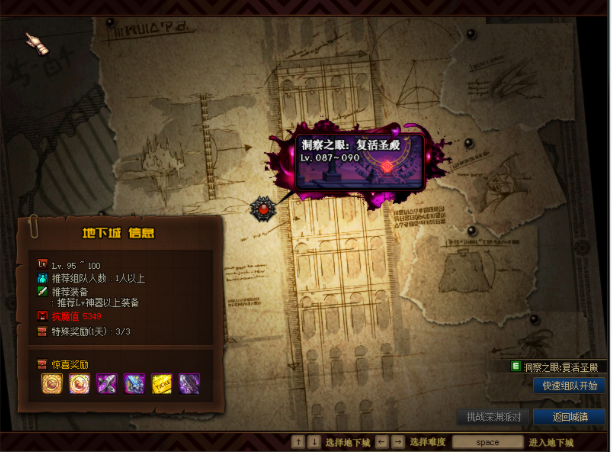 洞察之眼: 复活圣殿
Lv. 087~090
地下城 信息
Lv. 95 ~ 100
推荐组队人数 : 1人以上
推荐装备
: 推荐Lv神器以上装备
抗魔值 5349
特殊奖励(1天) : 3/3
惊喜奖励
TICKET
E 洞察之眼:复活圣殿
快速组队开始
挑战深渊派对
返回城镇
↑ ↓ 选择地下城 ← → 选择难度 space 进入地下城